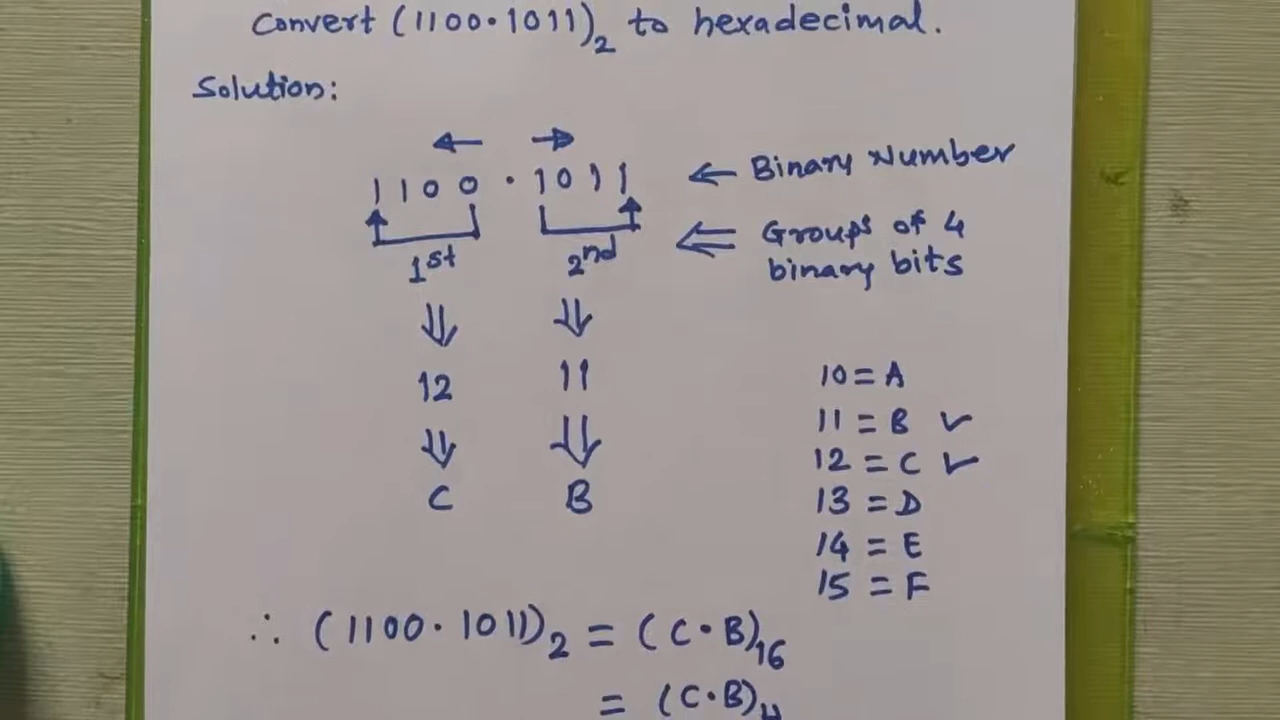 Convert (1100.1011)₂ to hexadecimal.
Solution:
← →
1100 . 1011 ← Binary Number
1st 2nd ⇐ Groups of 4
binary bits
⇓ ⇓
12 11
⇓ ⇓
C B
10 = A
11 = B ✓
12 = C ✓
13 = D
14 = E
15 = F
∴ (1100.1011)₂ = (C.B)₁₆
= (C.B)H